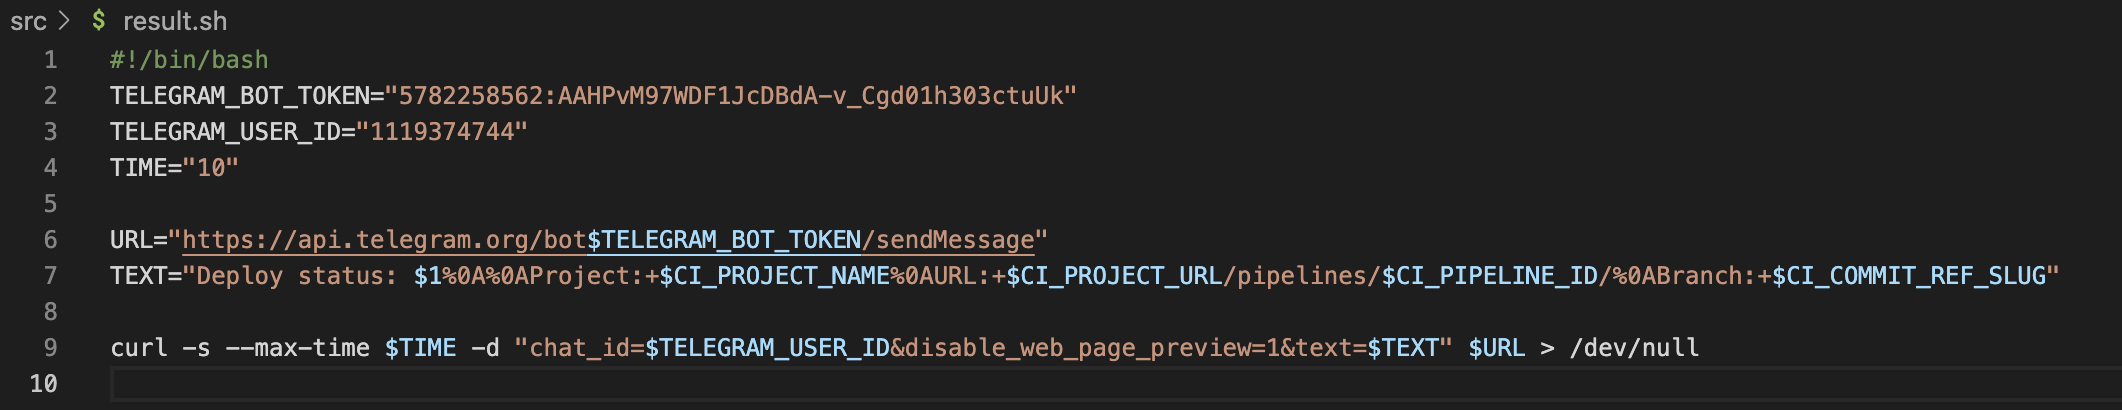 src > $ result.sh
1 #!/bin/bash
2 TELEGRAM_BOT_TOKEN="5782258562:AAHPvM97WDF1JcDBdA-v_Cgd01h303ctuUk"
3 TELEGRAM_USER_ID="1119374744"
4 TIME="10"
5
6 URL="https://api.telegram.org/bot$TELEGRAM_BOT_TOKEN/sendMessage"
7 TEXT="Deploy status: $1%0A%0AProject:+$CI_PROJECT_NAME%0AURL:+$CI_PROJECT_URL/pipelines/$CI_PIPELINE_ID/%0ABranch:+$CI_COMMIT_REF_SLUG"
8
9 curl -s --max-time $TIME -d "chat_id=$TELEGRAM_USER_ID&disable_web_page_preview=1&text=$TEXT" $URL > /dev/null
10